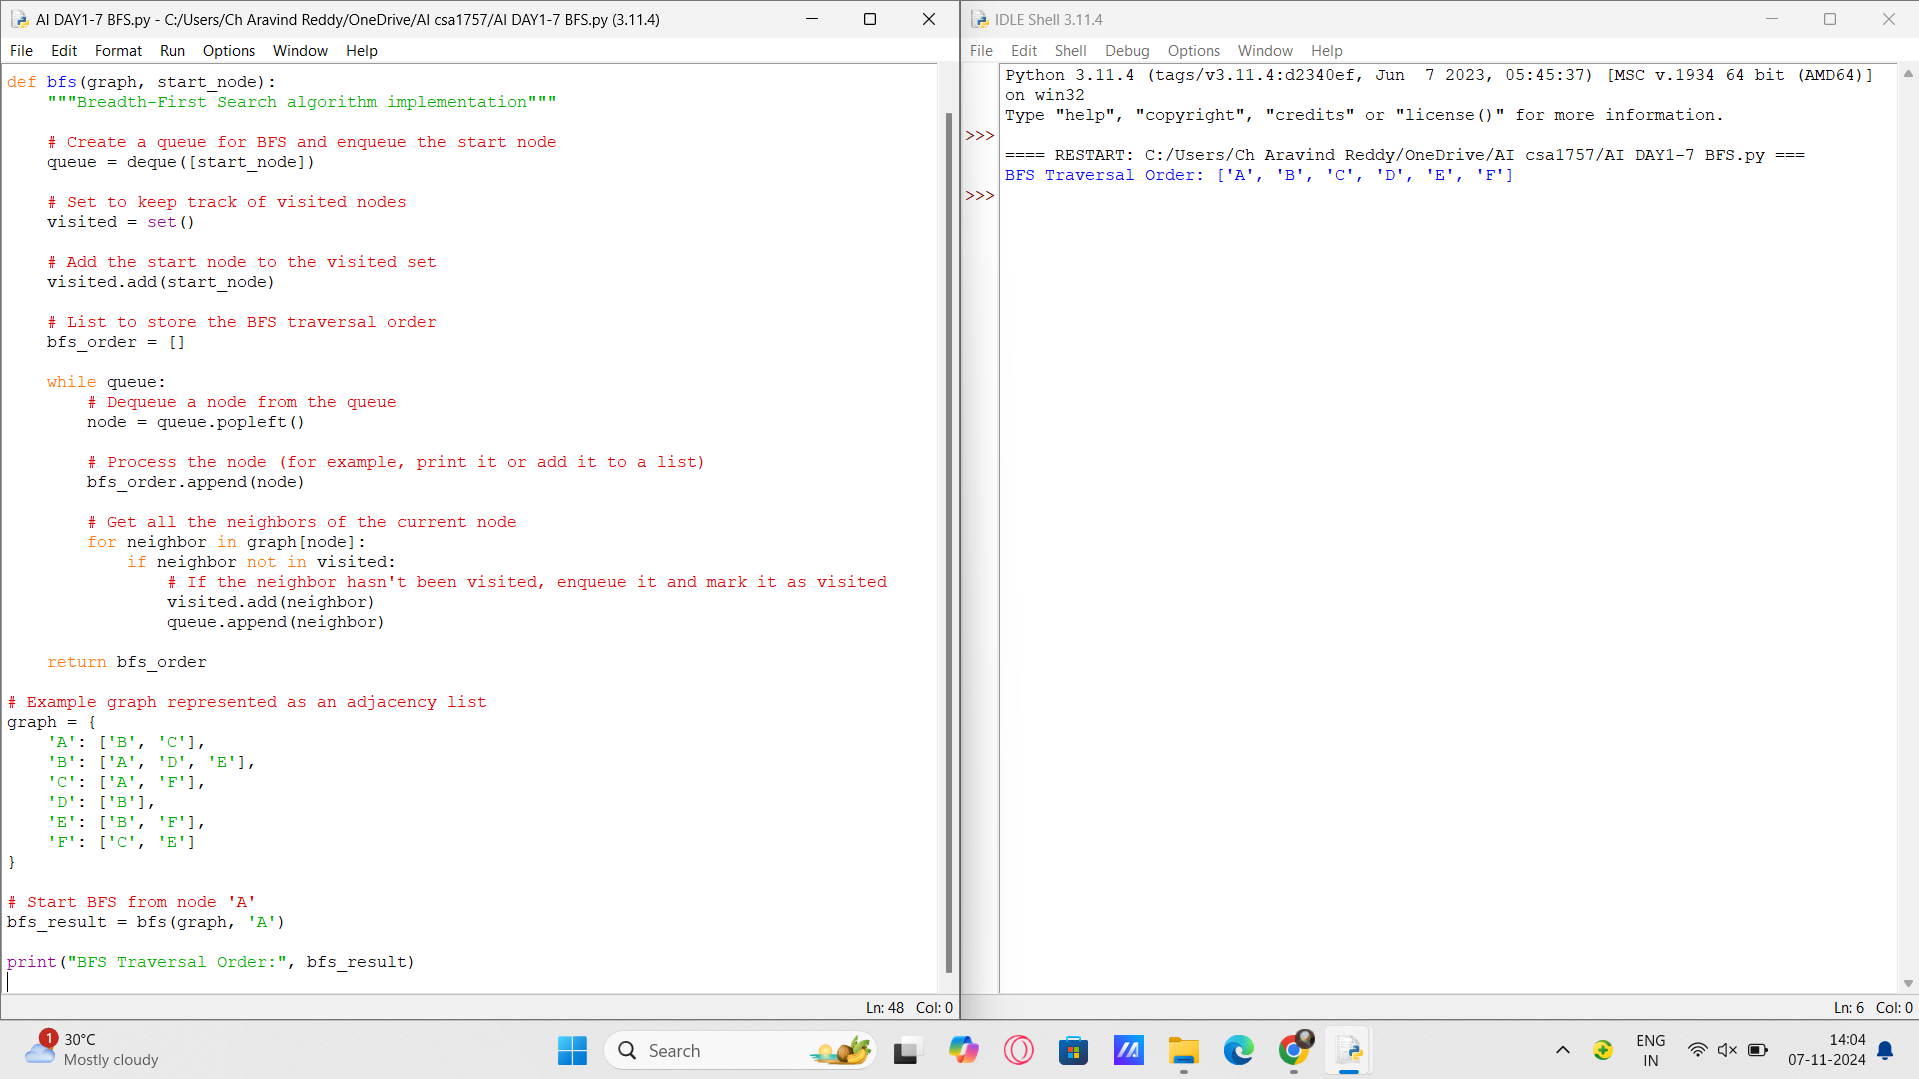 AI DAY1-7 BFS.py - C:/Users/Ch Aravind Reddy/OneDrive/AI csa1757/AI DAY1-7 BFS.py (3.11.4)
File Edit Format Run Options Window Help
def bfs(graph, start_node):
    """Breadth-First Search algorithm implementation"""
    # Create a queue for BFS and enqueue the start node
    queue = deque([start_node])
    # Set to keep track of visited nodes
    visited = set()
    # Add the start node to the visited set
    visited.add(start_node)
    # List to store the BFS traversal order
    bfs_order = []
    while queue:
        # Dequeue a node from the queue
        node = queue.popleft()
        # Process the node (for example, print it or add it to a list)
        bfs_order.append(node)
        # Get all the neighbors of the current node
        for neighbor in graph[node]:
            if neighbor not in visited:
                # If the neighbor hasn't been visited, enqueue it and mark it as visited
                visited.add(neighbor)
                queue.append(neighbor)
    return bfs_order
# Example graph represented as an adjacency list
graph = {
    'A': ['B', 'C'],
    'B': ['A', 'D', 'E'],
    'C': ['A', 'F'],
    'D': ['B'],
    'E': ['B', 'F'],
    'F': ['C', 'E']
}
# Start BFS from node 'A'
bfs_result = bfs(graph, 'A')
print("BFS Traversal Order:", bfs_result)
Ln: 48 Col: 0
IDLE Shell 3.11.4
File Edit Shell Debug Options Window Help
Python 3.11.4 (tags/v3.11.4:d2340ef, Jun  7 2023, 05:45:37) [MSC v.1934 64 bit (AMD64)]
on win32
Type "help", "copyright", "credits" or "license()" for more information.
>>>
==== RESTART: C:/Users/Ch Aravind Reddy/OneDrive/AI csa1757/AI DAY1-7 BFS.py ===
BFS Traversal Order: ['A', 'B', 'C', 'D', 'E', 'F']
>>>
Ln: 6 Col: 0
1
30°C
Mostly cloudy
Search
ENG
IN
14:04
07-11-2024